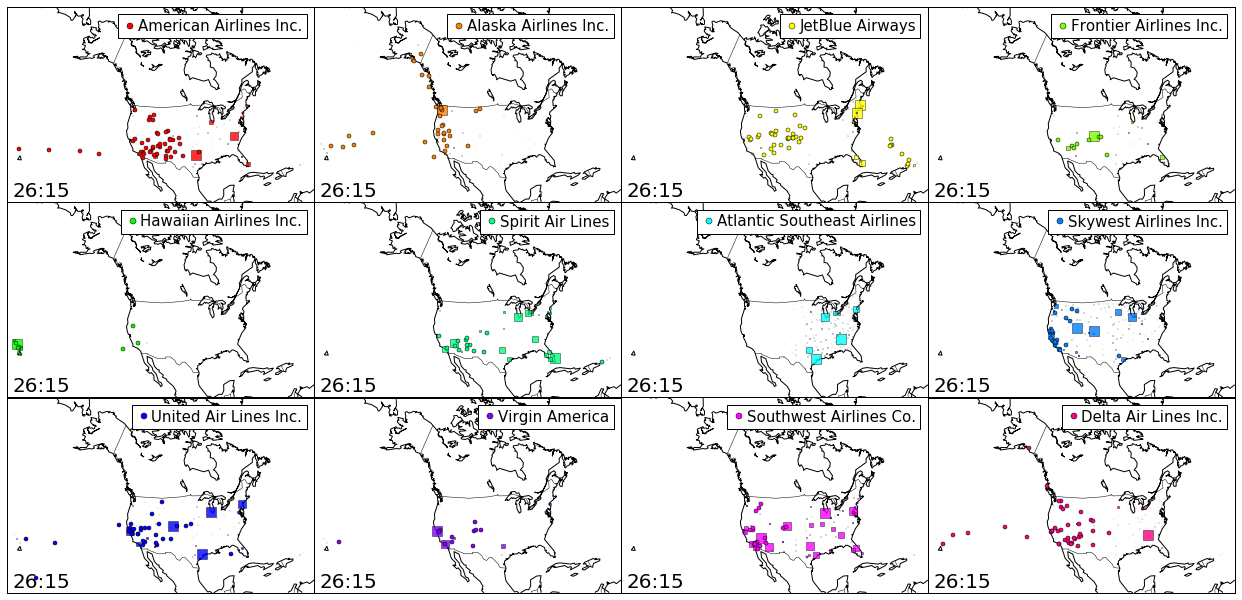 American Airlines Inc.
26:15
Alaska Airlines Inc.
26:15
JetBlue Airways
26:15
Frontier Airlines Inc.
26:15
Hawaiian Airlines Inc.
26:15
Spirit Air Lines
26:15
Atlantic Southeast Airlines
26:15
Skywest Airlines Inc.
26:15
United Air Lines Inc.
26:15
Virgin America
26:15
Southwest Airlines Co.
26:15
Delta Air Lines Inc.
26:15